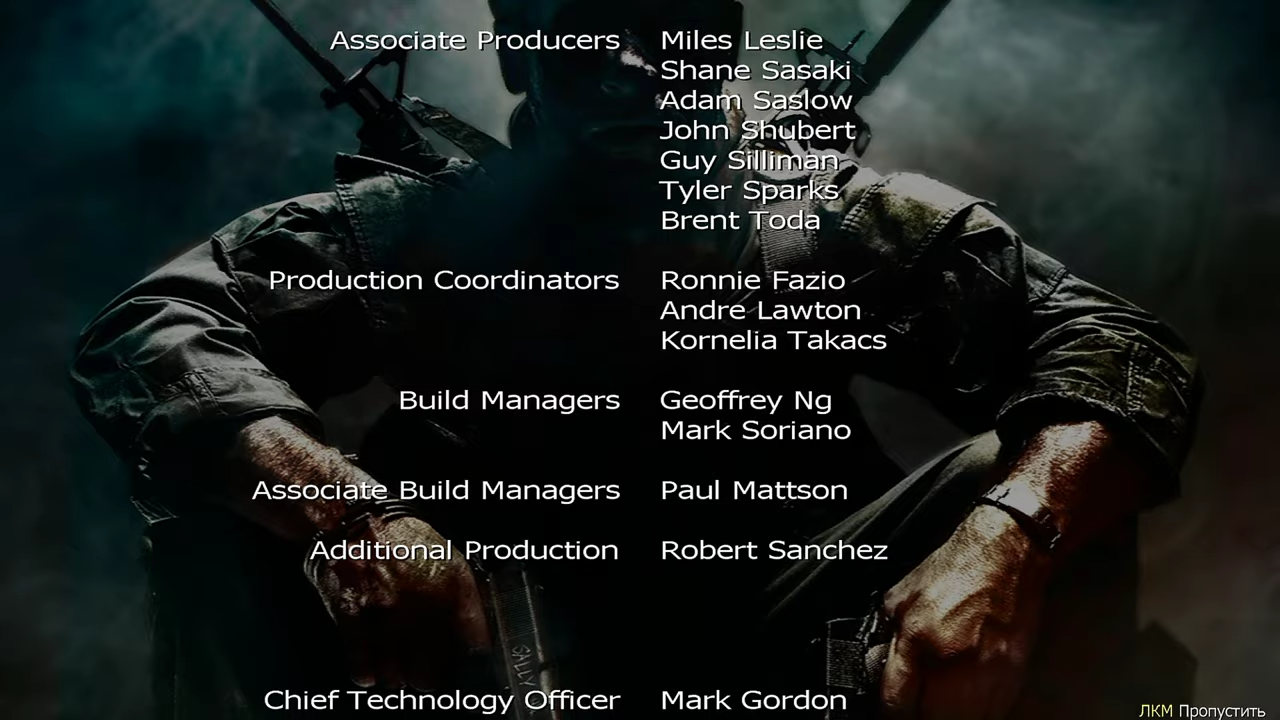 Associate Producers Miles Leslie
Shane Sasaki
Adam Saslow
John Shubert
Guy Silliman
Tyler Sparks
Brent Toda
Production Coordinators Ronnie Fazio
Andre Lawton
Kornelia Takacs
Build Managers Geoffrey Ng
Mark Soriano
Associate Build Managers Paul Mattson
Additional Production Robert Sanchez
SALLY
Chief Technology Officer Mark Gordon
ЛКМ Пропустить